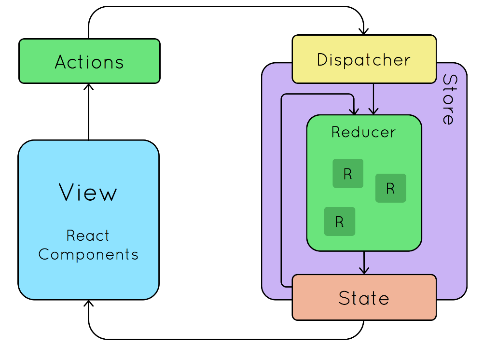 Actions
Dispatcher
Store
Reducer
R
R
R
View
React
Components
State